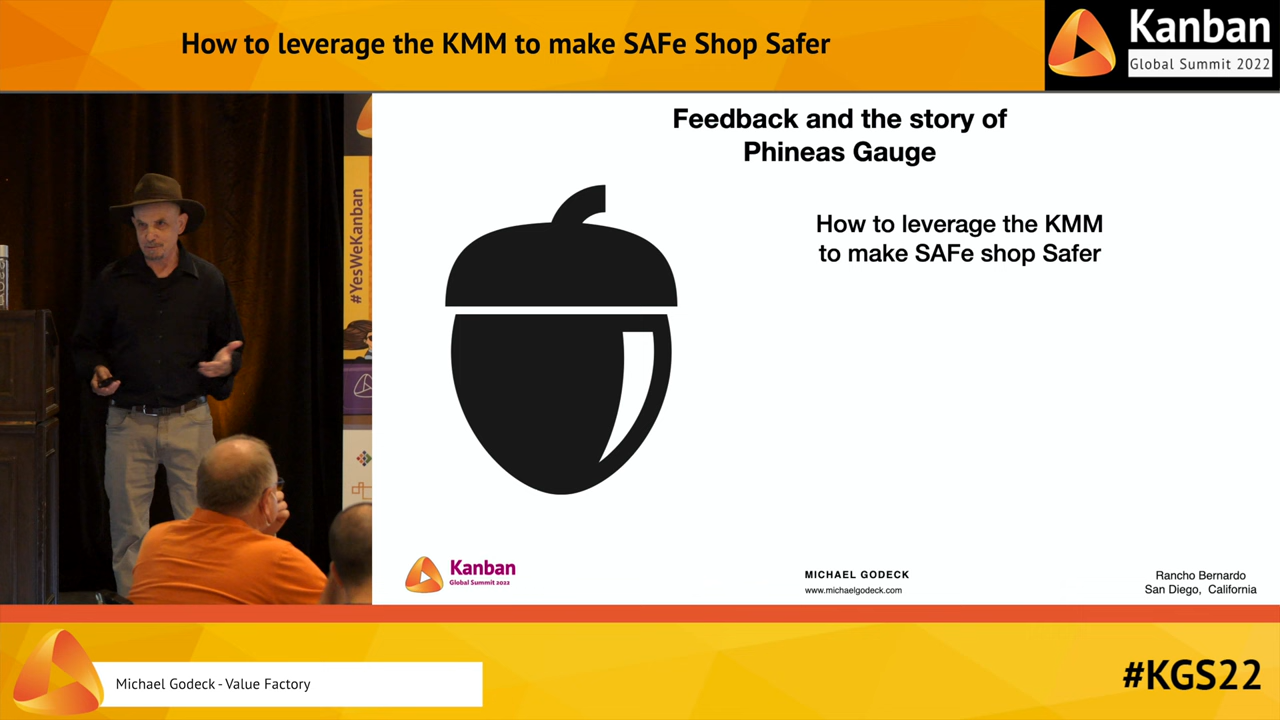 How to leverage the KMM to make SAFe Shop Safer
Kanban
Global Summit 2022
#YesWeKanban
Feedback and the story of
Phineas Gauge
How to leverage the KMM
to make SAFe shop Safer
Kanban
Global Summit 2022
MICHAEL GODECK
www.michaelgodeck.com
Rancho Bernardo
San Diego, California
Michael Godeck - Value Factory
#KGS22